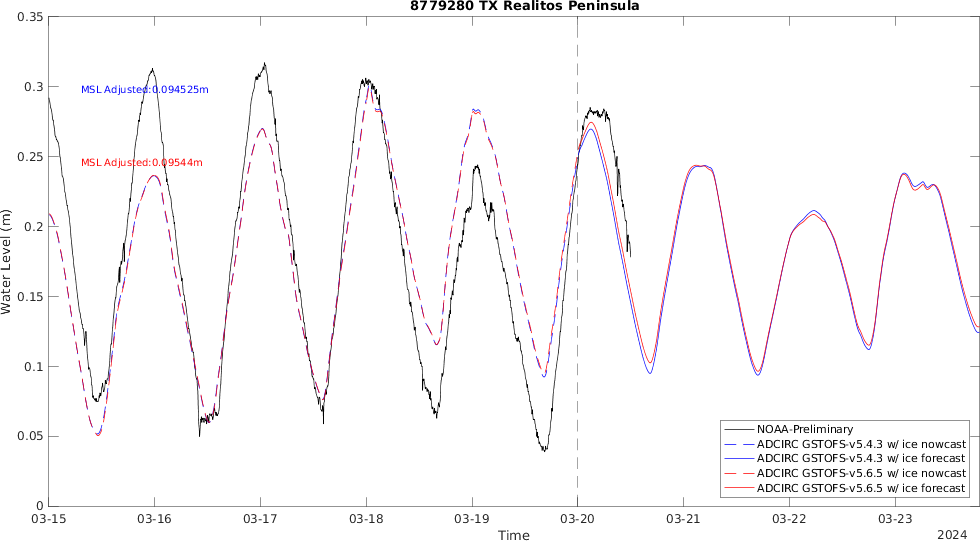 8779280 TX Realitos Peninsula
0.35
0.3
0.25
0.2
0.15
0.1
0.05
0
Water Level (m)
MSL Adjusted:0.094525m
MSL Adjusted:0.09544m
NOAA-Preliminary
ADCIRC GSTOFS-v5.4.3 w/ ice nowcast
ADCIRC GSTOFS-v5.4.3 w/ ice forecast
ADCIRC GSTOFS-v5.6.5 w/ ice nowcast
ADCIRC GSTOFS-v5.6.5 w/ ice forecast
03-15 03-16 03-17 03-18 03-19 03-20 03-21 03-22 03-23
Time
2024